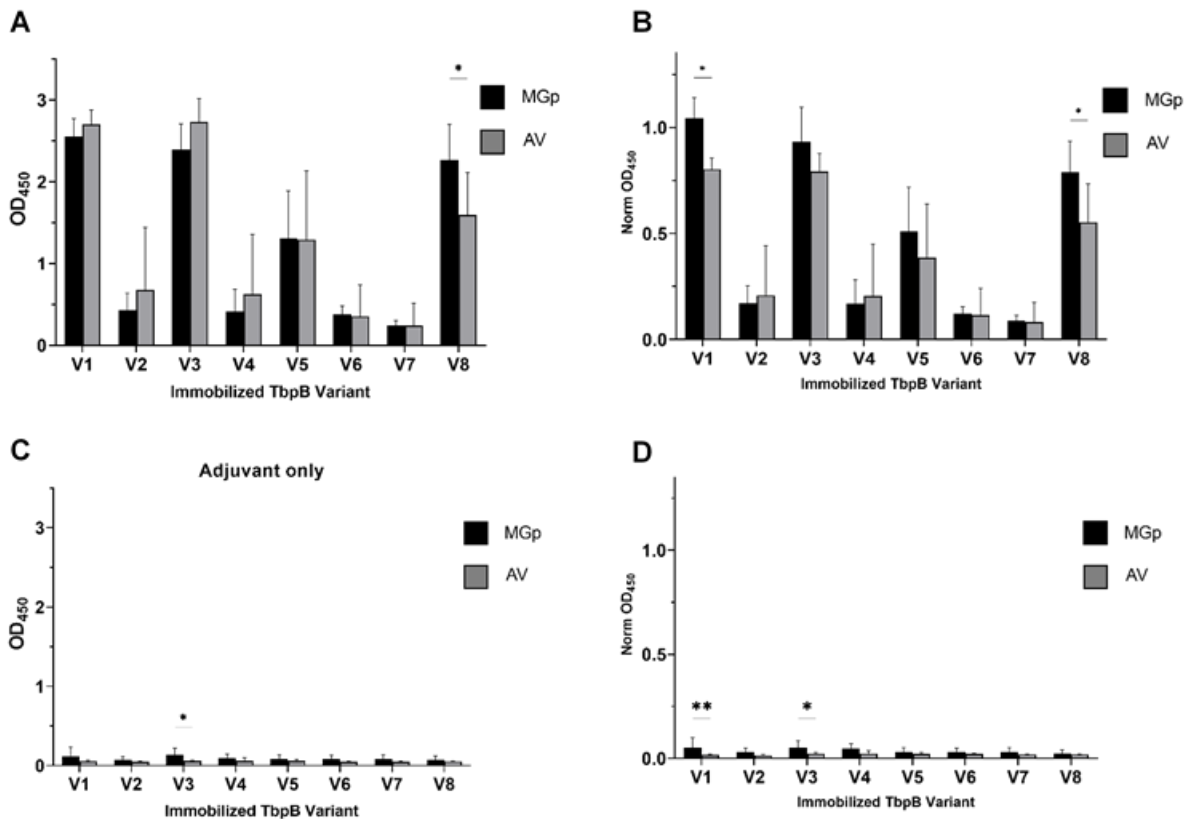 A
OD450
3
2
1
0
*
MGp
AV
V1 V2 V3 V4 V5 V6 V7 V8
Immobilized TbpB Variant
B
Norm OD450
1.0
0.5
0.0
*
*
MGp
AV
V1 V2 V3 V4 V5 V6 V7 V8
Immobilized TbpB Variant
C
Adjuvant only
OD450
3
2
1
0
*
MGp
AV
V1 V2 V3 V4 V5 V6 V7 V8
Immobilized TbpB Variant
D
Norm OD450
1.0
0.5
0.0
**
*
MGp
AV
V1 V2 V3 V4 V5 V6 V7 V8
Immobilized TbpB Variant